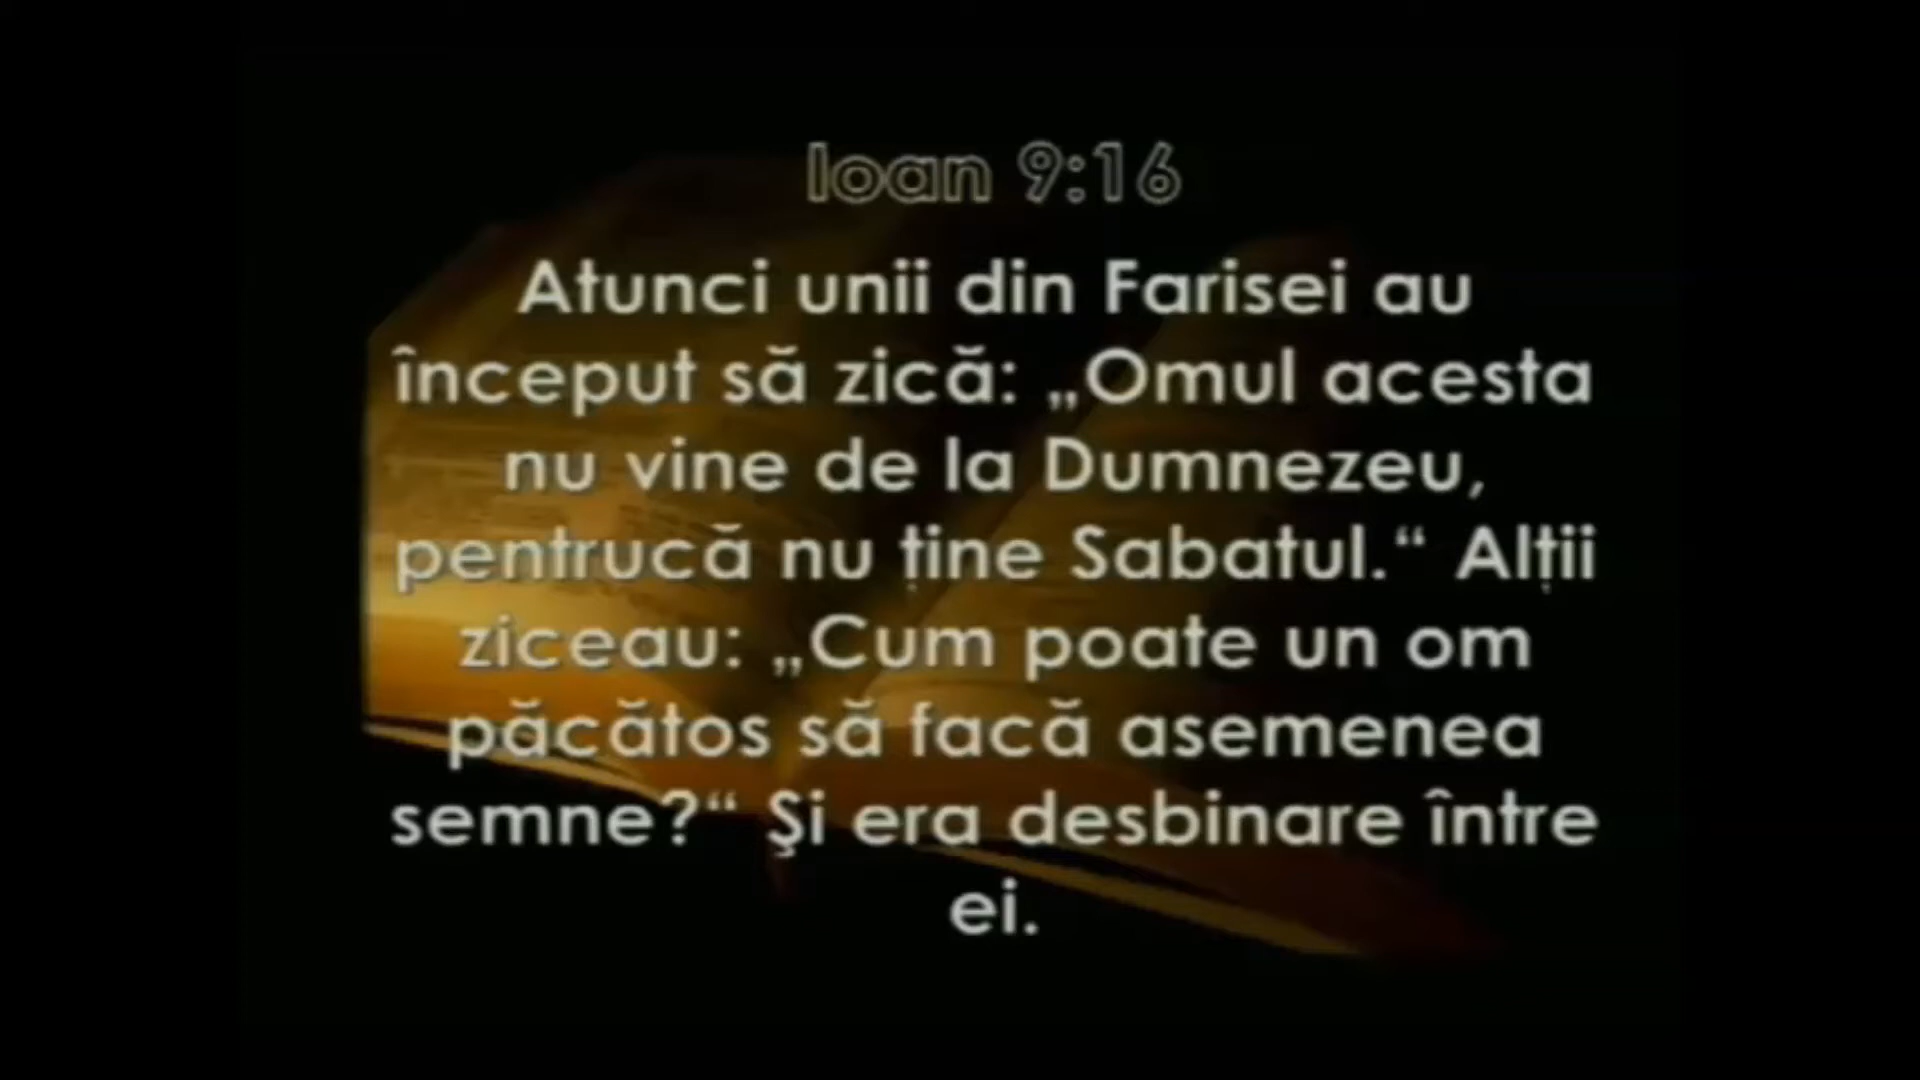 Ioan 9:16
Atunci unii din Farisei au
început să zică: „Omul acesta
nu vine de la Dumnezeu,
pentrucă nu ține Sabatul.“ Alții
ziceau: „Cum poate un om
păcătos să facă asemenea
semne?“ Şi era desbinare între
ei.